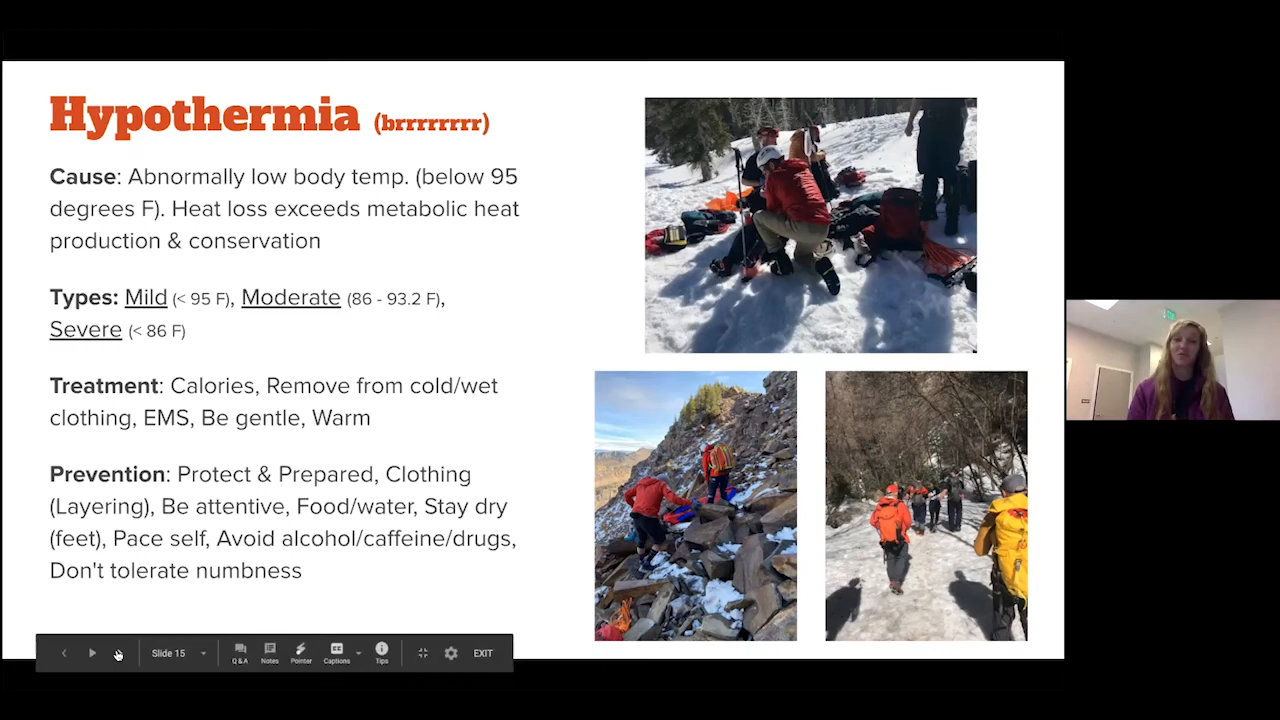 Hypothermia (brrrrrrrr)
Cause: Abnormally low body temp. (below 95
degrees F). Heat loss exceeds metabolic heat
production & conservation
Types: Mild (< 95 F), Moderate (86 - 93.2 F),
Severe (< 86 F)
Treatment: Calories, Remove from cold/wet
clothing, EMS, Be gentle, Warm
Prevention: Protect & Prepared, Clothing
(Layering), Be attentive, Food/water, Stay dry
(feet), Pace self, Avoid alcohol/caffeine/drugs,
Don't tolerate numbness
Slide 15
Q & A
Notes
Pointer
Captions
Tips
EXIT